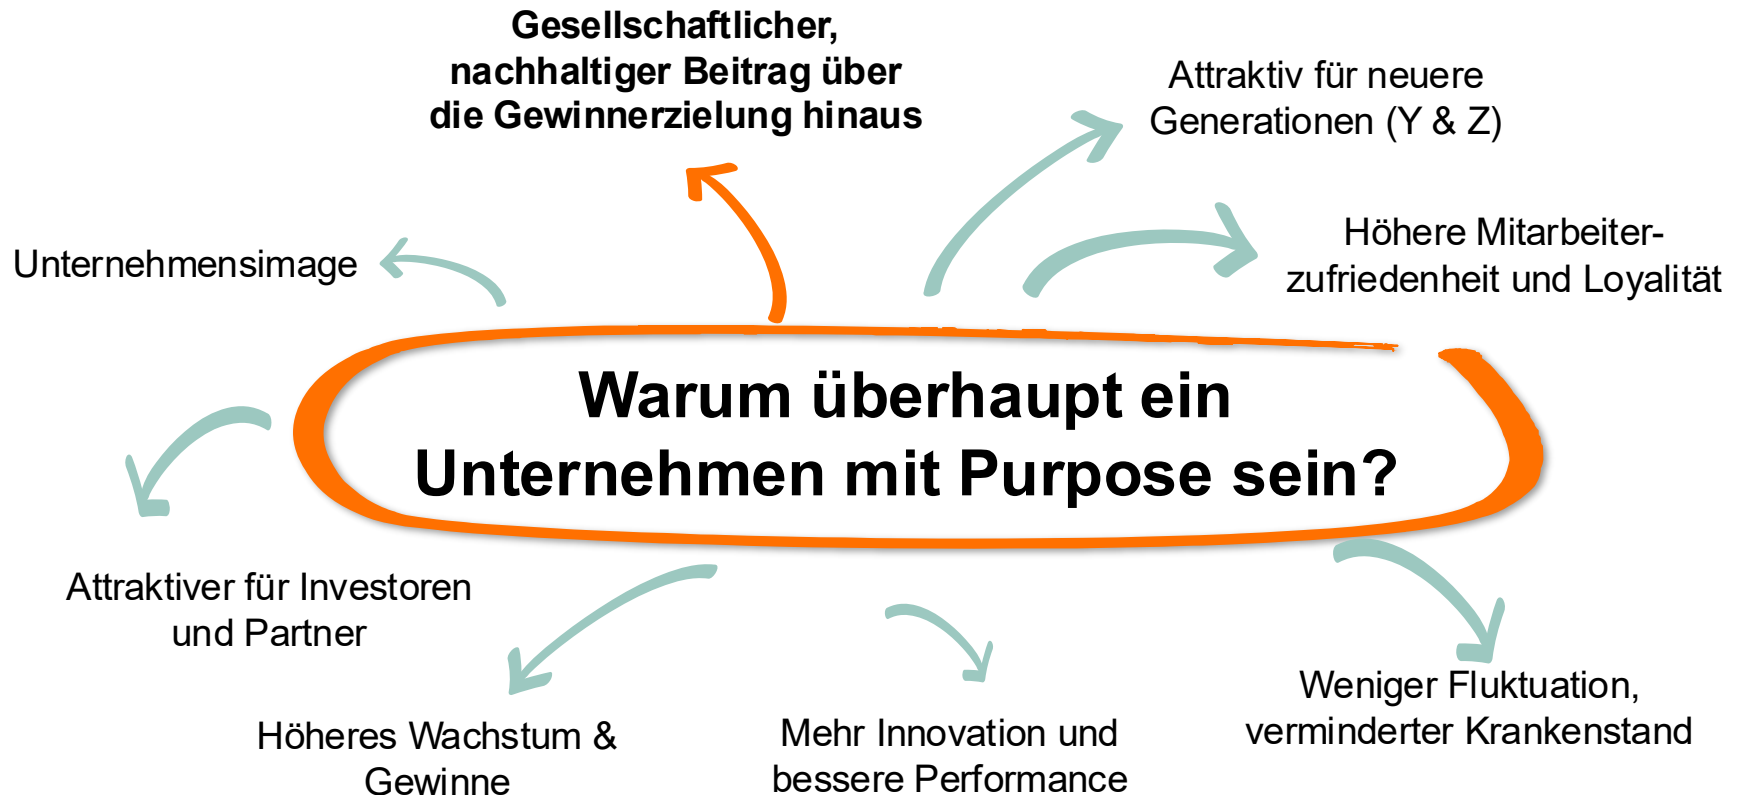 Gesellschaftlicher,
nachhaltiger Beitrag über
die Gewinnerzielung hinaus
Attraktiv für neuere
Generationen (Y & Z)
Unternehmensimage
Höhere Mitarbeiter-
zufriedenheit und Loyalität
Warum überhaupt ein
Unternehmen mit Purpose sein?
Attraktiver für Investoren
und Partner
Höheres Wachstum &
Gewinne
Mehr Innovation und
bessere Performance
Weniger Fluktuation,
verminderter Krankenstand